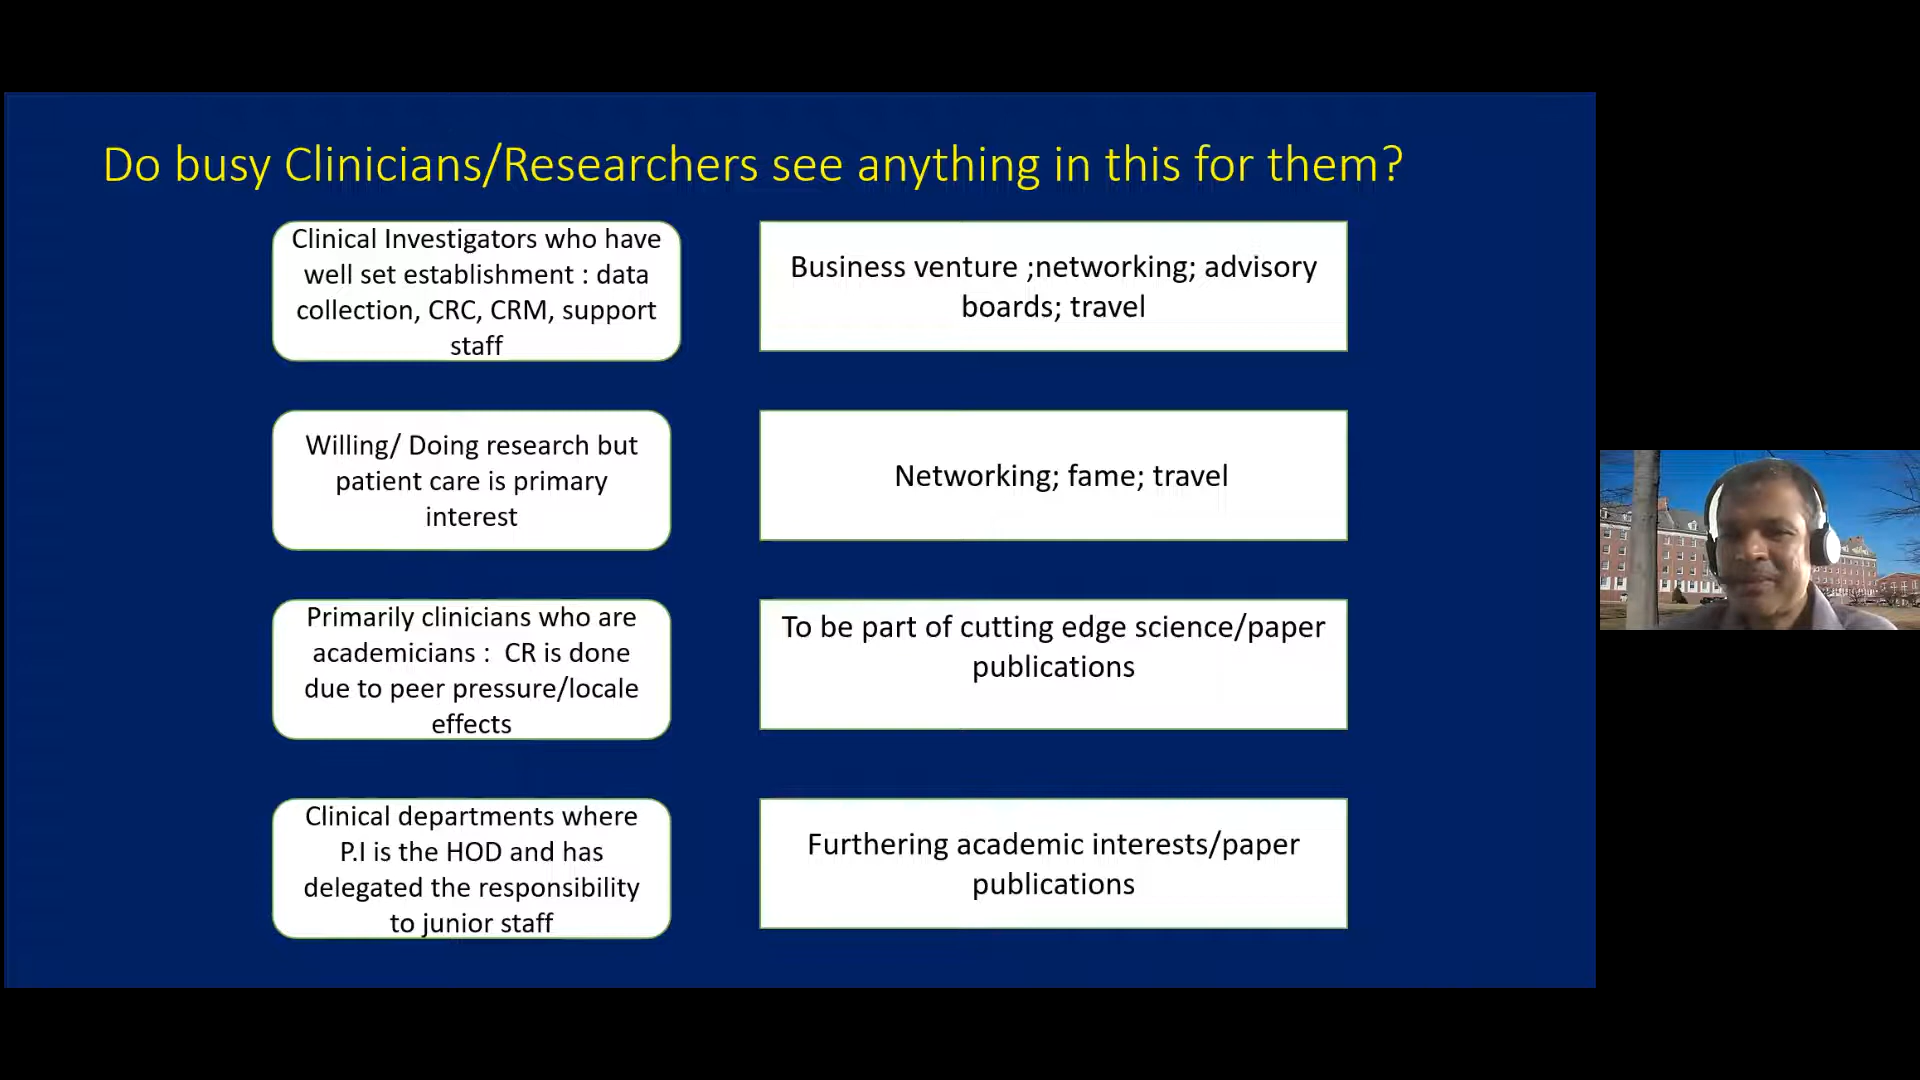 Do busy Clinicians/Researchers see anything in this for them?
Clinical Investigators who have
well set establishment : data
collection, CRC, CRM, support
staff
Business venture ;networking; advisory
boards; travel
Willing/ Doing research but
patient care is primary
interest
Networking; fame; travel
Primarily clinicians who are
academicians :  CR is done
due to peer pressure/locale
effects
To be part of cutting edge science/paper
publications
Clinical departments where
P.I is the HOD and has
delegated the responsibility
to junior staff
Furthering academic interests/paper
publications